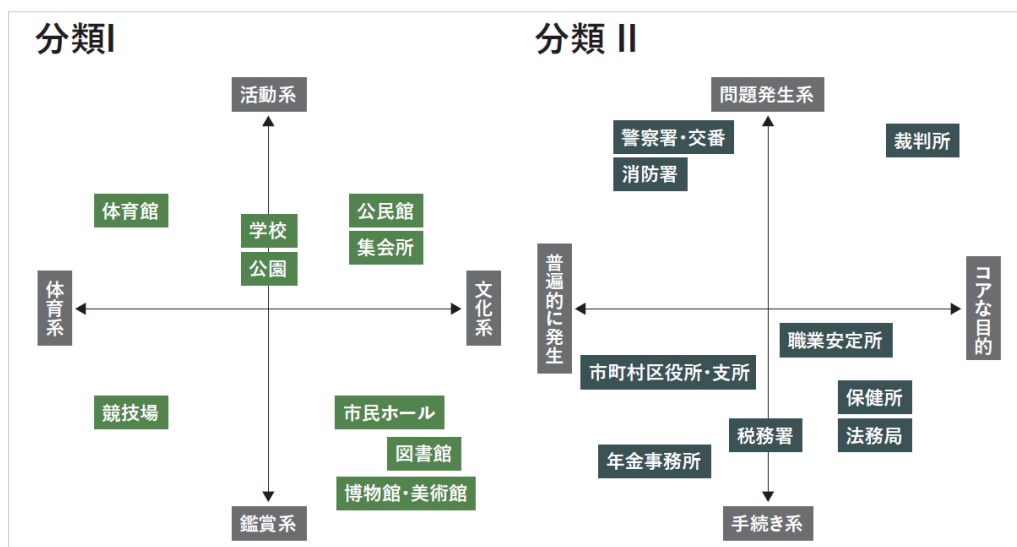 分類I
活動系
体育館
公民館
学校
集会所
公園
体育系
文化系
競技場
市民ホール
図書館
博物館・美術館
鑑賞系
分類 II
問題発生系
警察署・交番
裁判所
消防署
普遍的に発生
コアな目的
職業安定所
市町村区役所・支所
保健所
税務署
法務局
年金事務所
手続き系